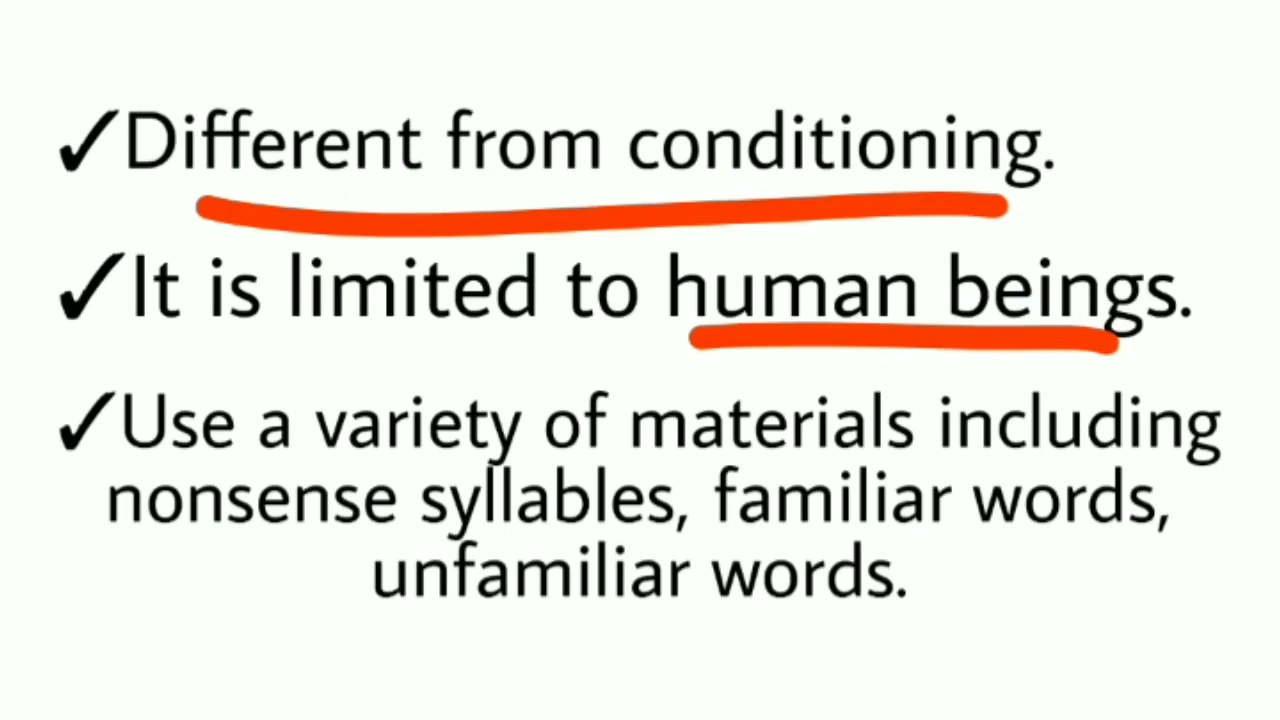 ✓Different from conditioning.
✓It is limited to human beings.
✓Use a variety of materials including
nonsense syllables, familiar words,
unfamiliar words.